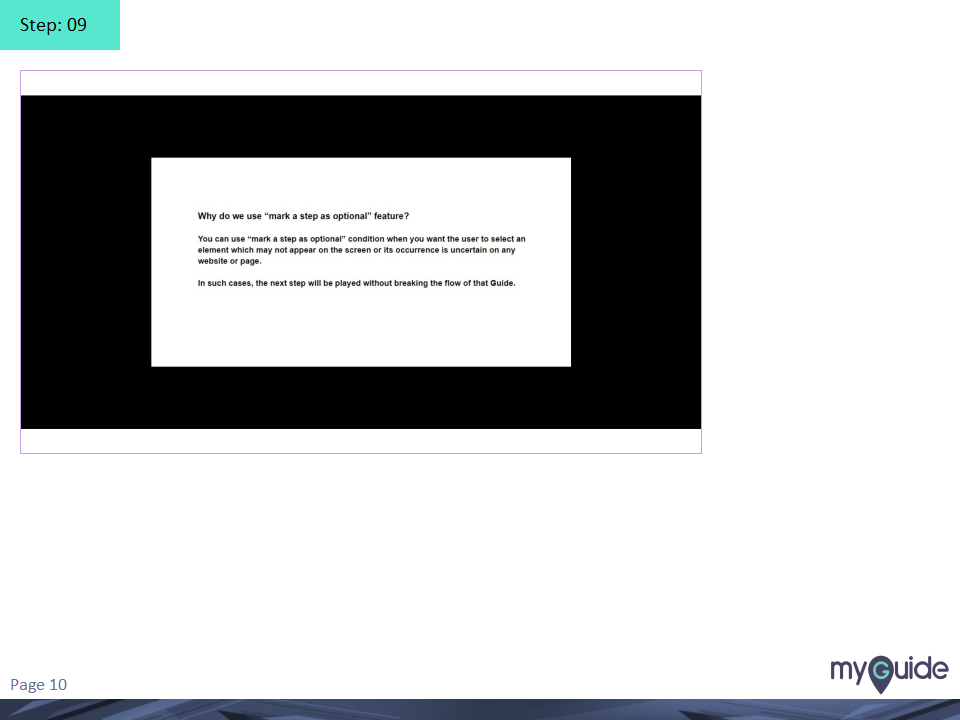 Step: 09
Why do we use “mark a step as optional” feature?
You can use “mark a step as optional” condition when you want the user to select an
element which may not appear on the screen or its occurrence is uncertain on any
website or page.
In such cases, the next step will be played without breaking the flow of that Guide.
Page 10
myGuide